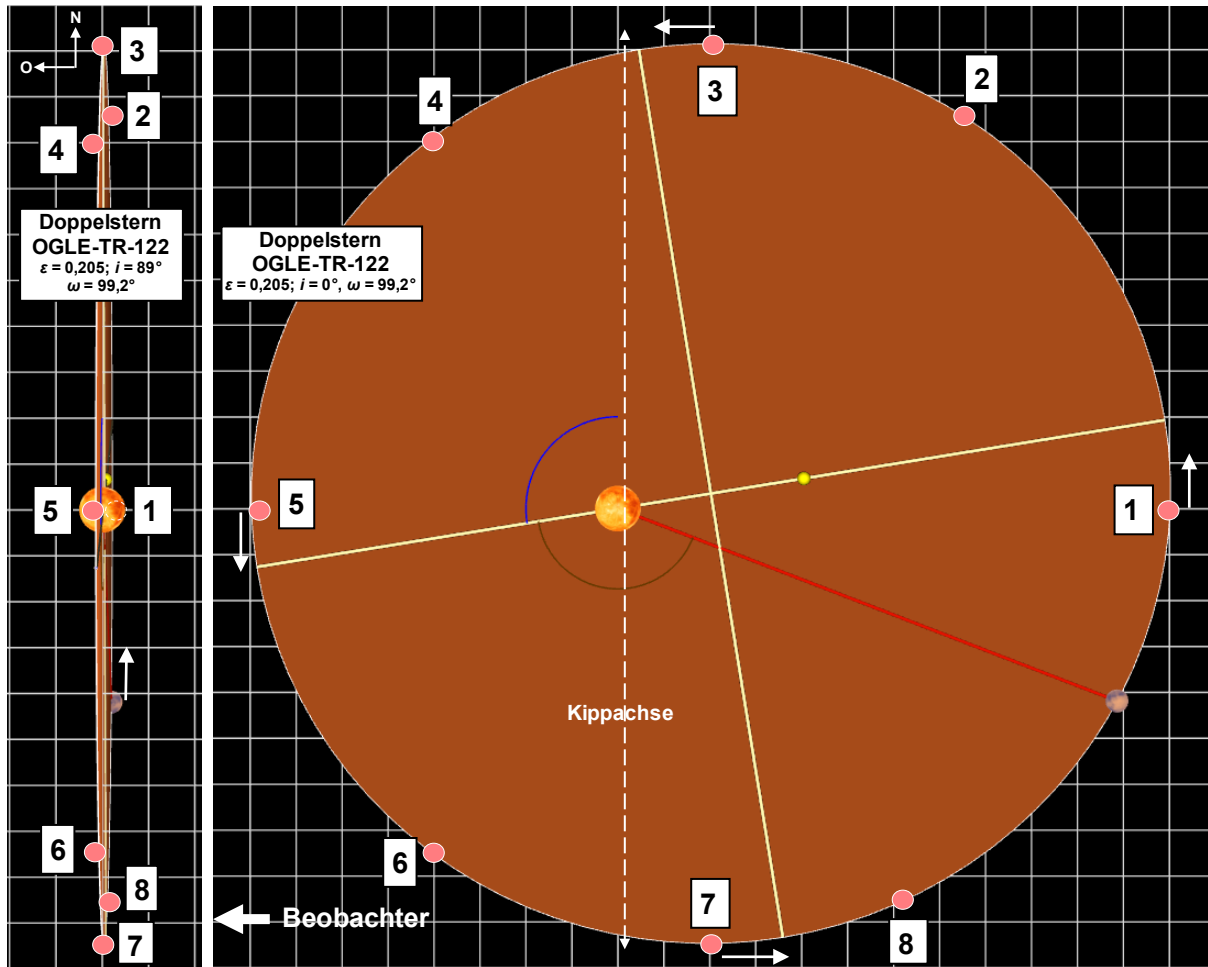 N
O
3
2
4
Doppelstern
OGLE-TR-122
ε = 0,205; i = 89°
ω = 99,2°
5
1
6
8
7
3
2
4
Doppelstern
OGLE-TR-122
ε = 0,205; i = 0°, ω = 99,2°
5
1
Kippachse
6
7
8
Beobachter